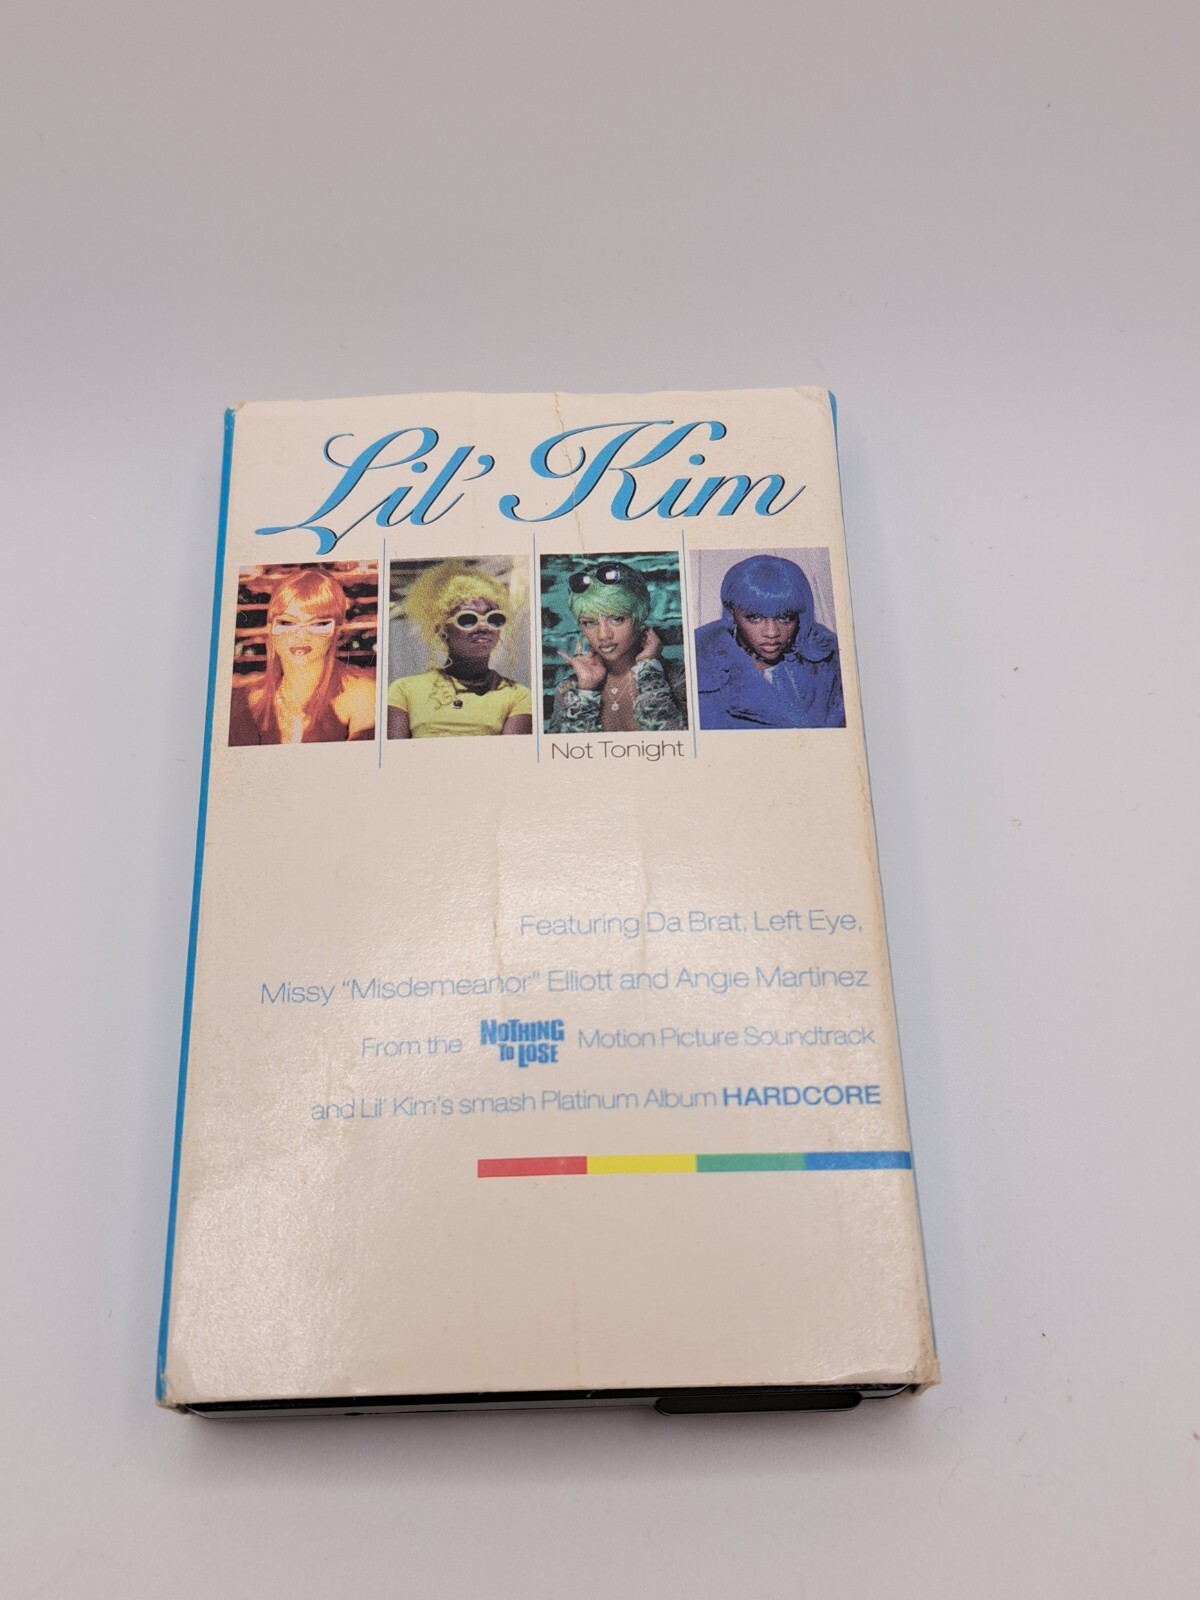 Lil' Kim
Not Tonight
Featuring Da Brat, Left Eye,
Missy "Misdemeanor" Elliott and Angie Martinez
From the NOTHING TO LOSE Motion Picture Soundtrack
and Lil' Kim's smash Platinum Album HARDCORE